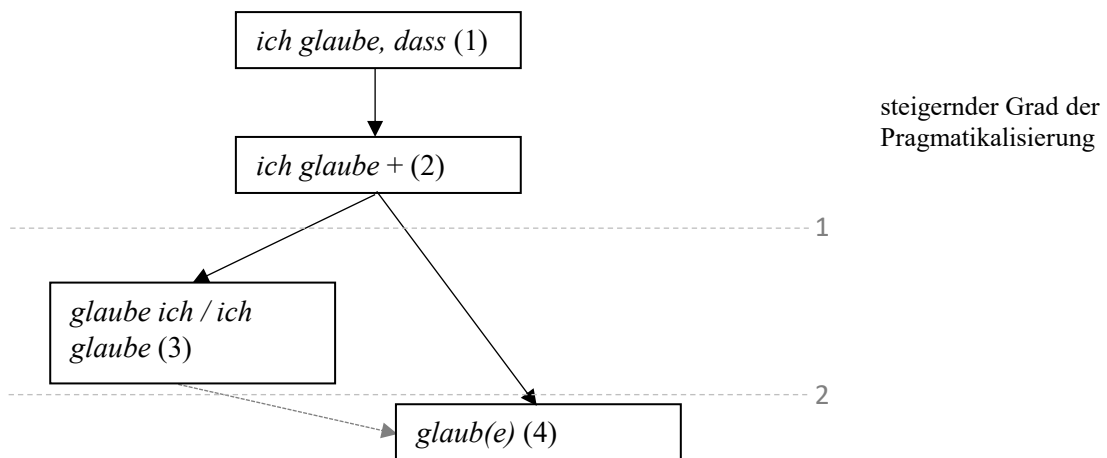 ich glaube, dass (1)
steigernder Grad der
Pragmatikalisierung
ich glaube + (2)
1
glaube ich / ich
glaube (3)
2
glaub(e) (4)